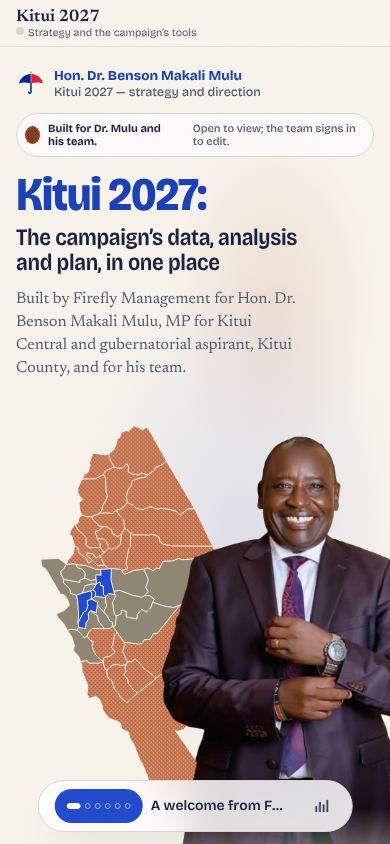 Kitui 2027
Strategy and the campaign's tools
Hon. Dr. Benson Makali Mulu
Kitui 2027 — strategy and direction
Built for Dr. Mulu and
his team.
Open to view; the team signs in
to edit.
Kitui 2027:
The campaign's data, analysis
and plan, in one place
Built by Firefly Management for Hon. Dr.
Benson Makali Mulu, MP for Kitui
Central and gubernatorial aspirant, Kitui
County, and for his team.
A welcome from F...